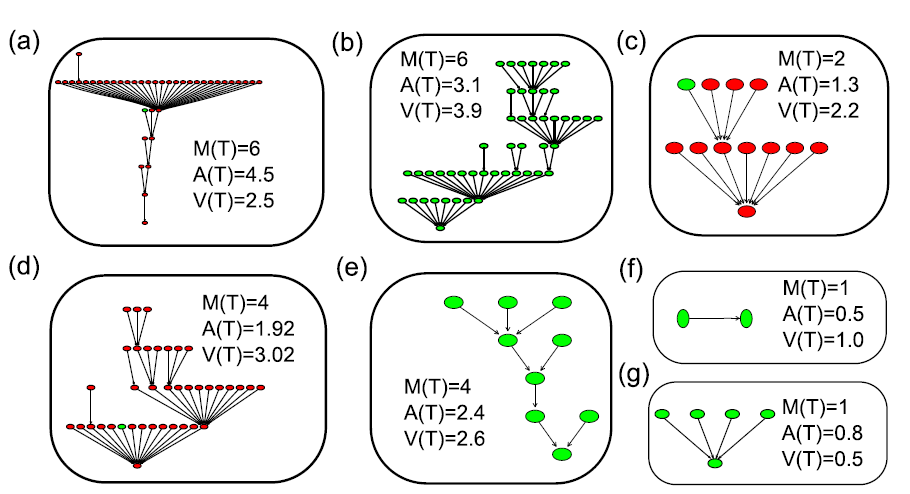 (a)
M(T)=6
A(T)=4.5
V(T)=2.5
(b)
M(T)=6
A(T)=3.1
V(T)=3.9
(c)
M(T)=2
A(T)=1.3
V(T)=2.2
(d)
M(T)=4
A(T)=1.92
V(T)=3.02
(e)
M(T)=4
A(T)=2.4
V(T)=2.6
(f)
M(T)=1
A(T)=0.5
V(T)=1.0
(g)
M(T)=1
A(T)=0.8
V(T)=0.5